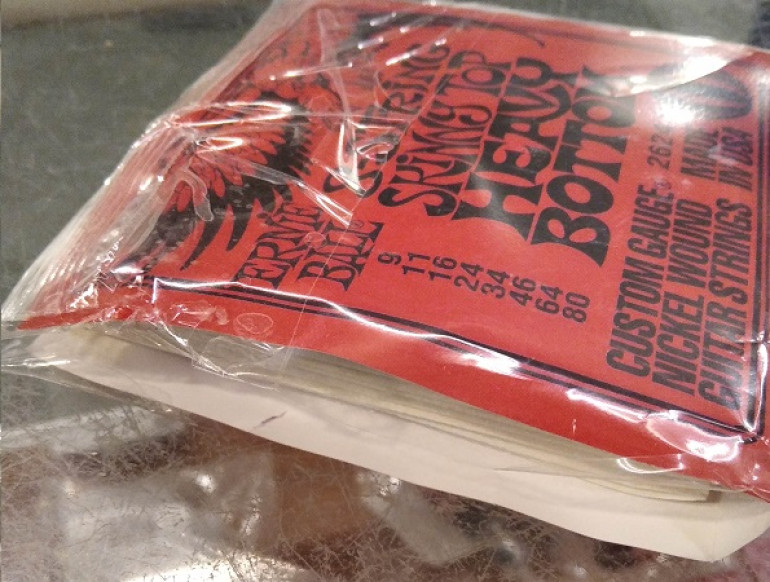 ERNIE
BALL
STRING
SKINNY TOP
HEAVY
BOTTOM
9
11
16
24
34
46
64
80
CUSTOM GAUGE
NICKEL WOUND
GUITAR STRINGS
MADE
IN USA